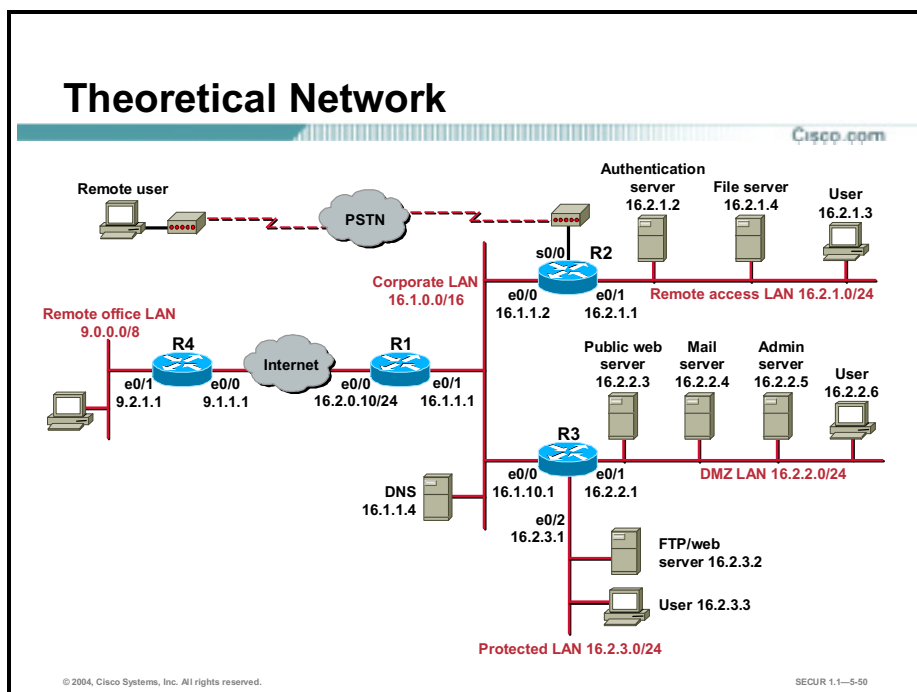 Theoretical Network
Cisco.com
Remote user
PSTN
Authentication
server
16.2.1.2
File server
16.2.1.4
User
16.2.1.3
s0/0
R2
Corporate LAN
16.1.0.0/16
e0/0
16.1.1.2
e0/1
16.2.1.1
Remote access LAN 16.2.1.0/24
Remote office LAN
9.0.0.0/8
R4
Internet
R1
e0/1
9.2.1.1
e0/0
9.1.1.1
e0/0
16.2.0.10/24
e0/1
16.1.1.1
Public web
server
16.2.2.3
Mail
server
16.2.2.4
Admin
server
16.2.2.5
User
16.2.2.6
R3
e0/0
16.1.10.1
e0/1
16.2.2.1
DMZ LAN 16.2.2.0/24
DNS
16.1.1.4
e0/2
16.2.3.1
FTP/web
server 16.2.3.2
User 16.2.3.3
Protected LAN 16.2.3.0/24
© 2004, Cisco Systems, Inc. All rights reserved.
SECUR 1.1—5-50